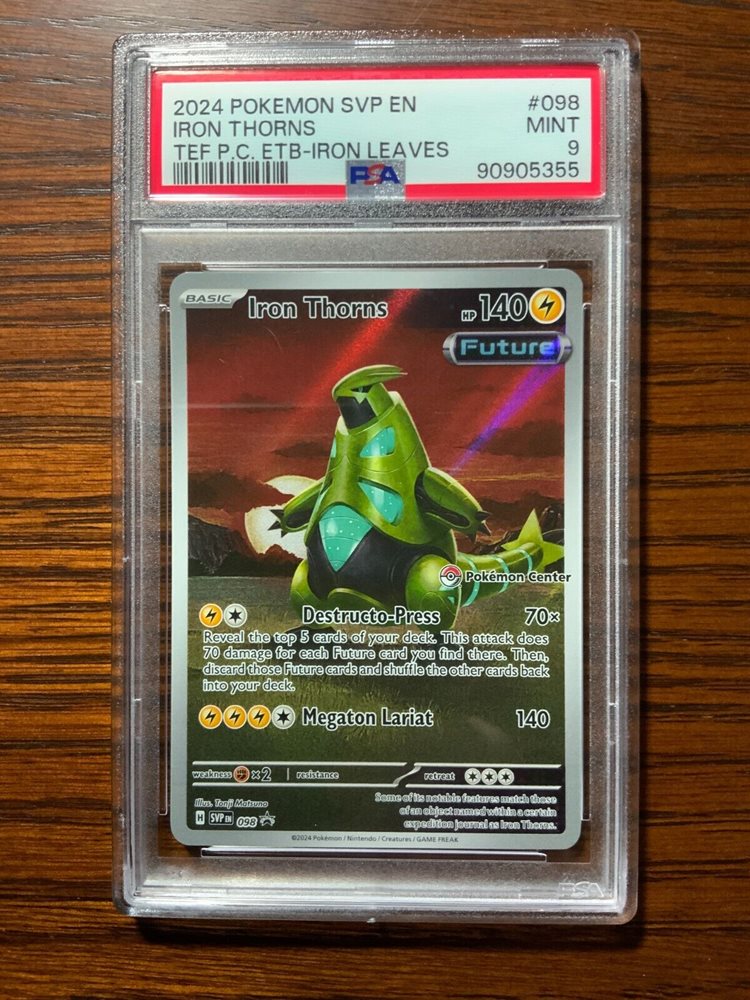 2024 POKEMON SVP EN #098
IRON THORNS MINT
TEF P.C. ETB-IRON LEAVES 9
PSA 90905355
BASIC Iron Thorns HP 140
Future
Pokémon Center
Destructo-Press 70×
Reveal the top 5 cards of your deck. This attack does
70 damage for each Future card you find there. Then,
discard those Future cards and shuffle the other cards back
into your deck.
Megaton Lariat 140
weakness ×2 resistance retreat
Illus. Tonji Matsuno
Some of its notable features match those
of an object named within a certain
expedition journal as Iron Thorns.
H SVP EN 098
©2024 Pokémon / Nintendo / Creatures / GAME FREAK
PSA